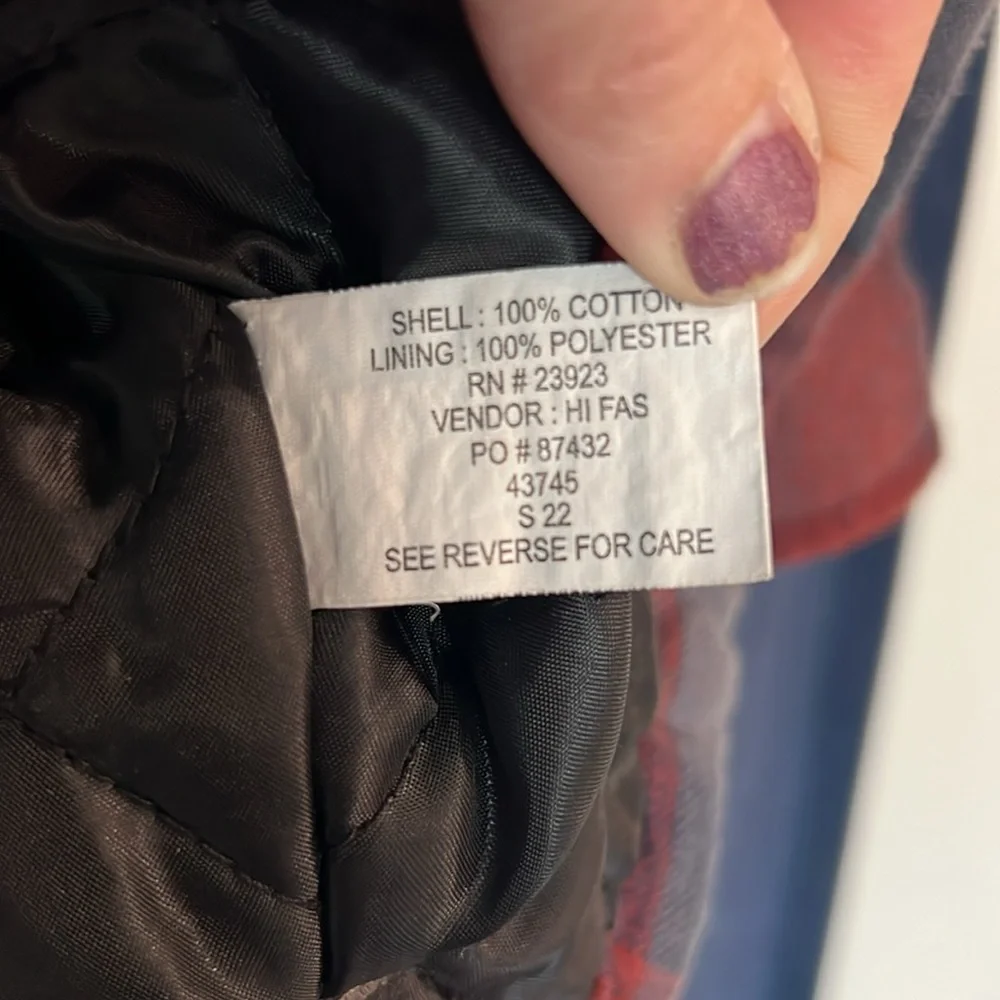 SHELL : 100% COTTON
LINING : 100% POLYESTER
RN # 23923
VENDOR : HI FAS
PO # 87432
43745
S 22
SEE REVERSE FOR CARE